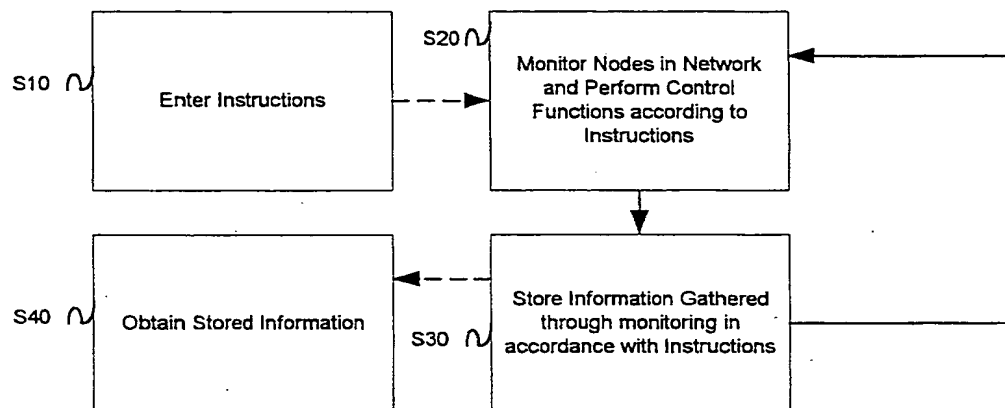 S10
Enter Instructions
S20
Monitor Nodes in Network
and Perform Control
Functions according to
Instructions
S40
Obtain Stored Information
S30
Store Information Gathered
through monitoring in
accordance with Instructions